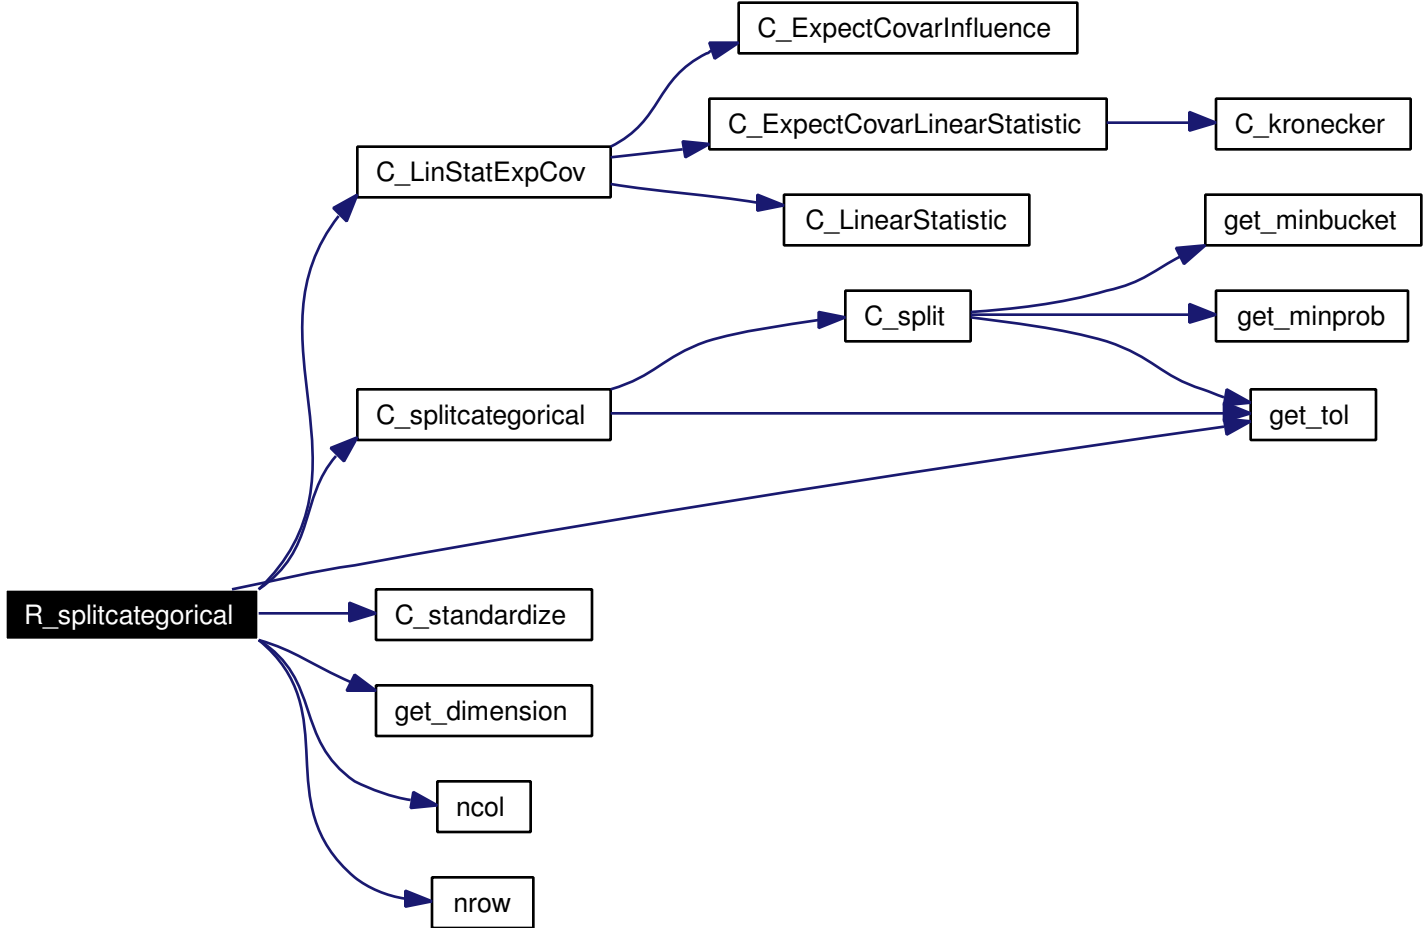 C_ExpectCovarInfluence
C_ExpectCovarLinearStatistic
C_kronecker
C_LinStatExpCov
C_LinearStatistic
get_minbucket
C_split
get_minprob
C_splitcategorical
get_tol
R_splitcategorical
C_standardize
get_dimension
ncol
nrow